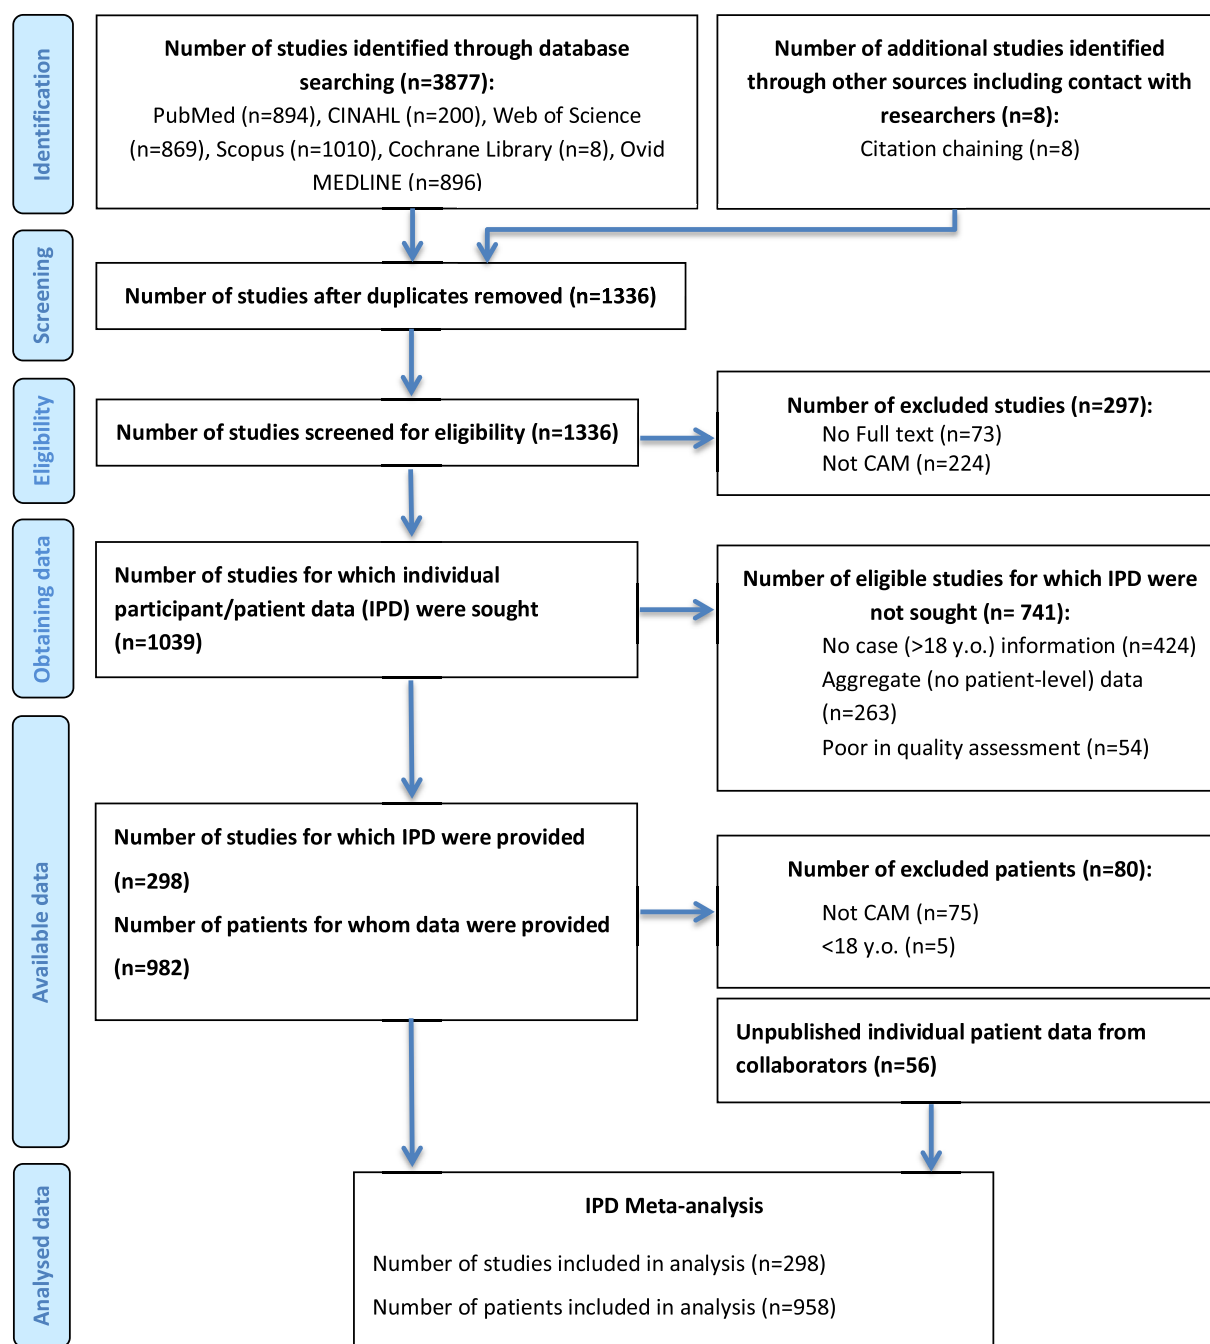 Identification
Number of studies identified through database
searching (n=3877):
PubMed (n=894), CINAHL (n=200), Web of Science
(n=869), Scopus (n=1010), Cochrane Library (n=8), Ovid
MEDLINE (n=896)
Number of additional studies identified
through other sources including contact with
researchers (n=8):
Citation chaining (n=8)
Screening
Number of studies after duplicates removed (n=1336)
Eligibility
Number of studies screened for eligibility (n=1336)
Number of excluded studies (n=297):
No Full text (n=73)
Not CAM (n=224)
Obtaining data
Number of studies for which individual
participant/patient data (IPD) were sought
(n=1039)
Number of eligible studies for which IPD were
not sought (n= 741):
No case (>18 y.o.) information (n=424)
Aggregate (no patient-level) data
(n=263)
Poor in quality assessment (n=54)
Available data
Number of studies for which IPD were provided
(n=298)
Number of patients for whom data were provided
(n=982)
Number of excluded patients (n=80):
Not CAM (n=75)
<18 y.o. (n=5)
Unpublished individual patient data from
collaborators (n=56)
Analysed data
IPD Meta-analysis
Number of studies included in analysis (n=298)
Number of patients included in analysis (n=958)